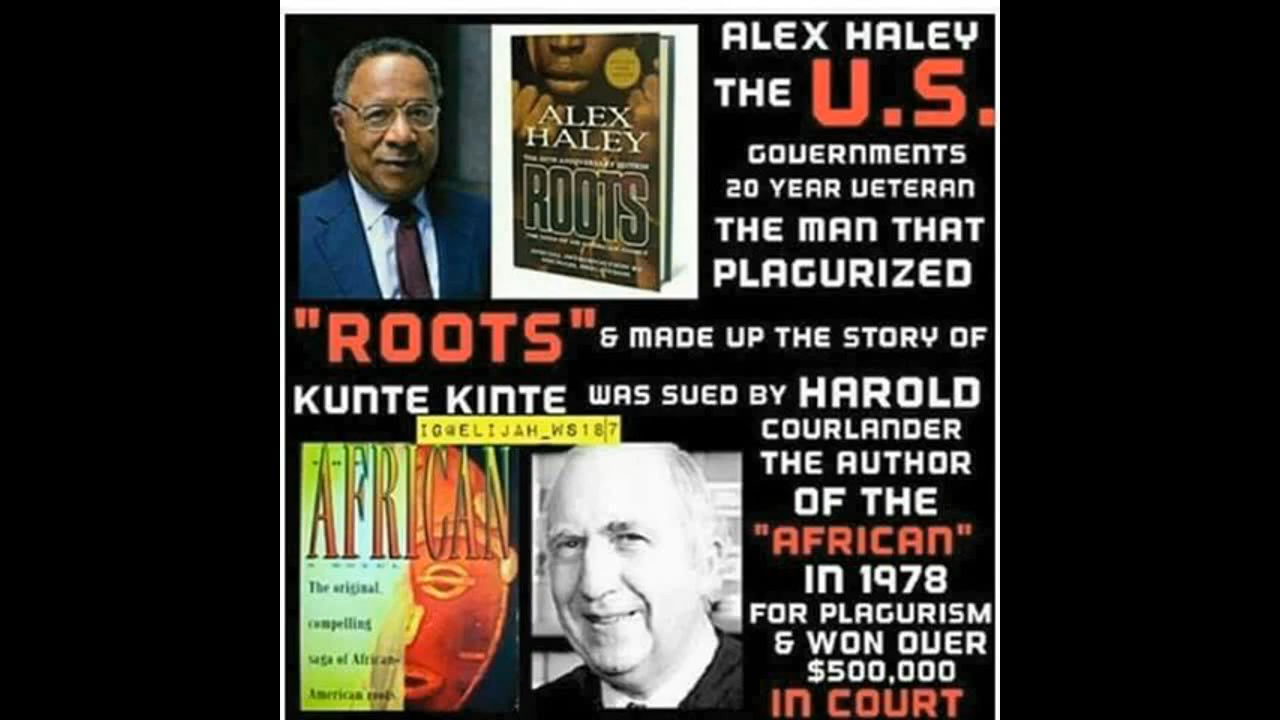 ALEX HALEY
THE U.S.
GOVERNMENTS
20 YEAR VETERAN
THE MAN THAT
PLAGURIZED
ALEX
HALEY
ROOTS
"ROOTS" & MADE UP THE STORY OF
KUNTE KINTE WAS SUED BY HAROLD
IG@ELIJAH_WS187
COURLANDER
THE AUTHOR
OF THE
"AFRICAN"
IN 1978
FOR PLAGURISM
& WON OVER
$500,000
IN COURT
AFRICAN
The original,
compelling
saga of African-
American roots